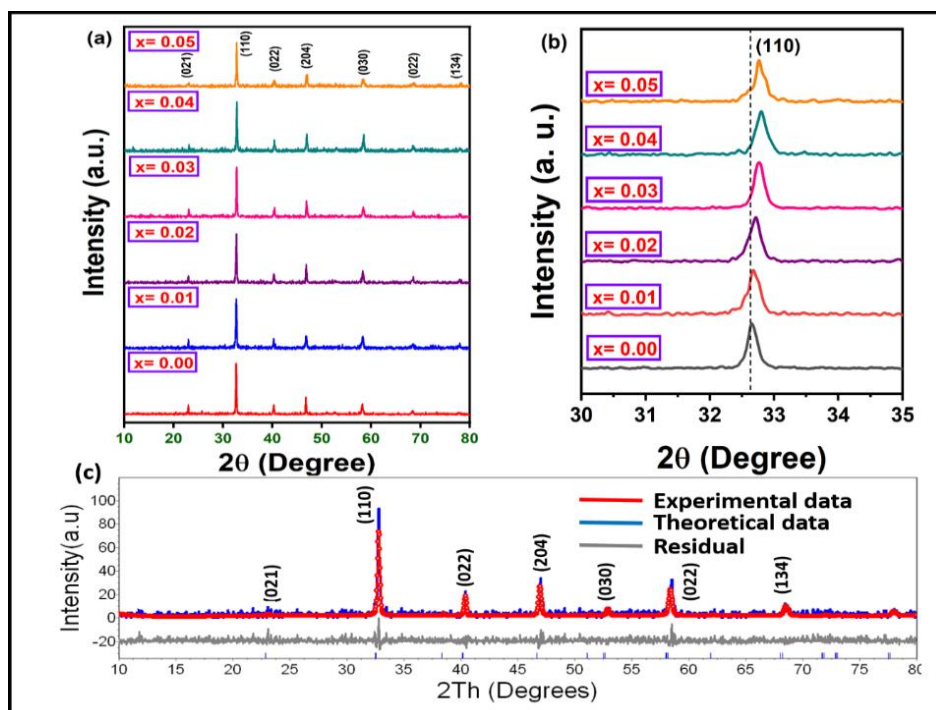 (a)
x= 0.05
(021)
(110)
(022)
(204)
(030)
(022)
(134)
x= 0.04
x= 0.03
x= 0.02
x= 0.01
x= 0.00
Intensity (a.u.)
10 20 30 40 50 60 70 80
2θ (Degree)
(b)
(110)
x= 0.05
x= 0.04
x= 0.03
x= 0.02
x= 0.01
x= 0.00
Intensity (a. u.)
30 31 32 33 34 35
2θ (Degree)
(c)
Experimental data
Theoretical data
Residual
(021)
(110)
(022)
(204)
(030)
(022)
(134)
Intensity(a.u)
100
80
60
40
20
0
-20
10 15 20 25 30 35 40 45 50 55 60 65 70 75 80
2Th (Degrees)